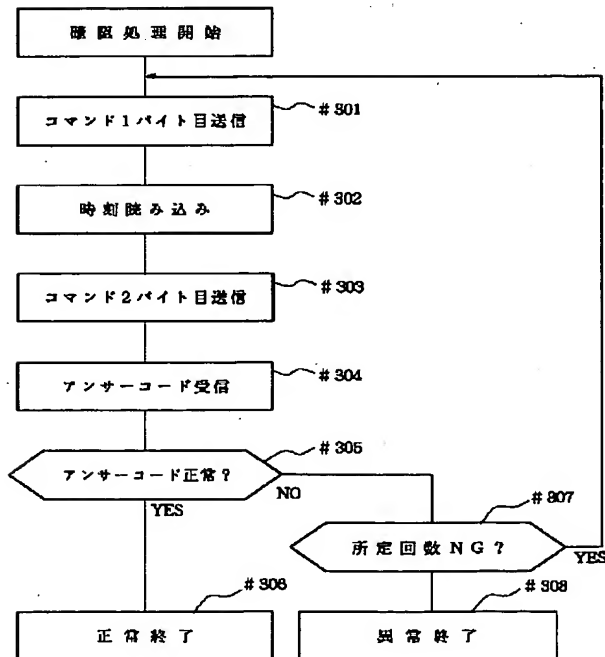 確認処理開始
コマンド1バイト目送信
#301
時刻読み込み
#302
コマンド2バイト目送信
#303
アンサーコード受信
#304
アンサーコード正常?
#305
YES
NO
所定回数NG?
#307
YES
正常終了
#306
異常終了
#308